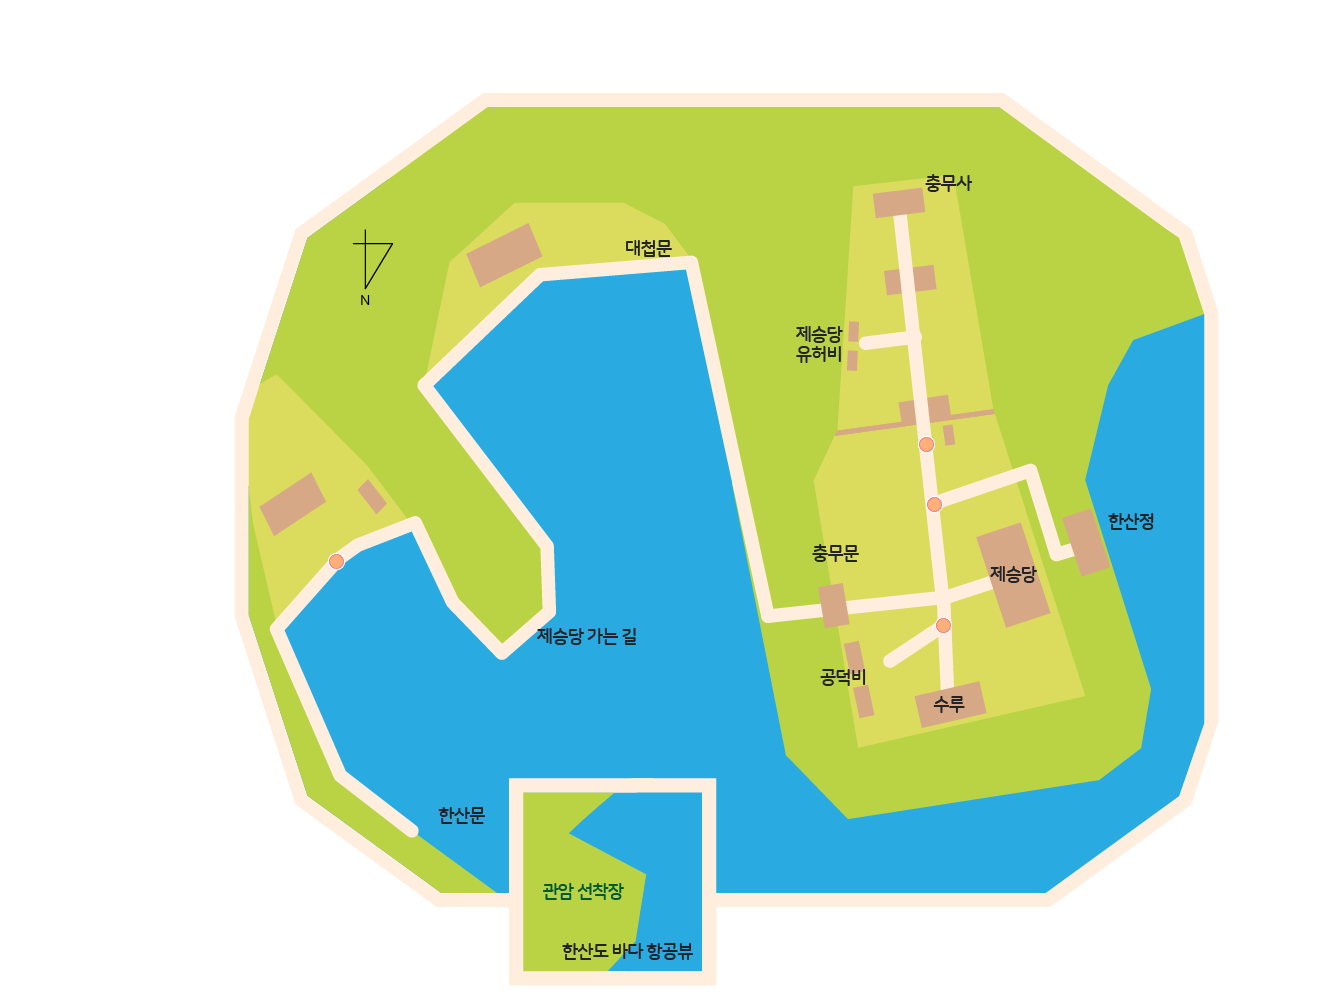 충무사
대첩문
N
제승당
유허비
한산정
충무문
제승당
제승당 가는 길
공덕비
수루
한산문
관암 선착장
한산도 바다 항공뷰